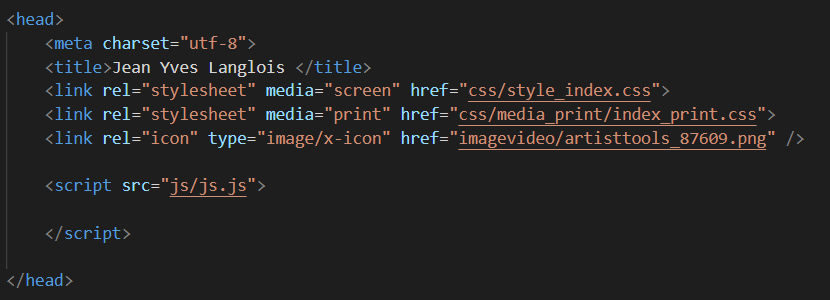 <head>
<meta charset="utf-8">
<title>Jean Yves Langlois </title>
<link rel="stylesheet" media="screen" href="css/style_index.css">
<link rel="stylesheet" media="print" href="css/media_print/index_print.css">
<link rel="icon" type="image/x-icon" href="imagevideo/artisttools_87609.png" />
<script src="js/js.js">
</script>
</head>